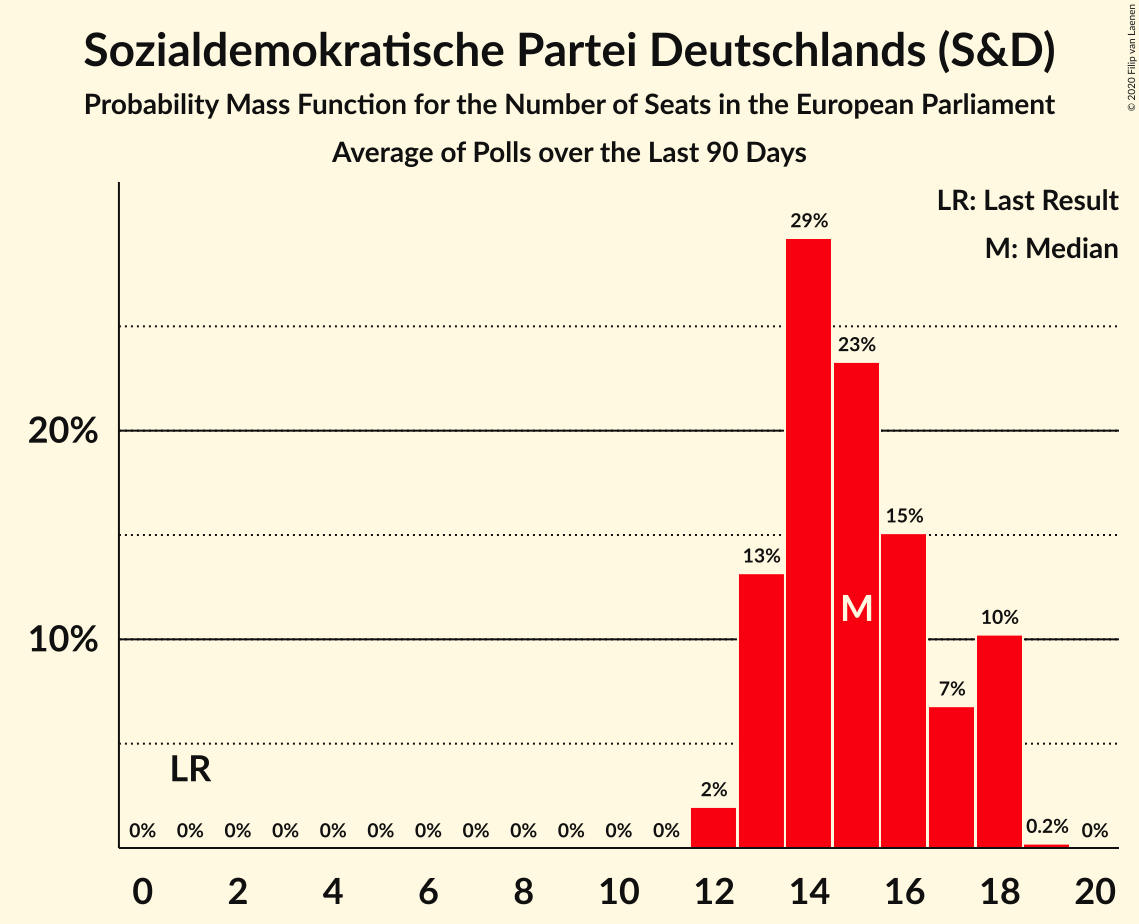 Sozialdemokratische Partei Deutschlands (S&D)
Probability Mass Function for the Number of Seats in the European Parliament
Average of Polls over the Last 90 Days
© 2020 Filip van Laenen
LR: Last Result
M: Median
29%
23%
20%
15%
13%
M
10%
10%
7%
LR
2%
0% 0% 0% 0% 0% 0% 0% 0% 0% 0% 0% 0% 0.2% 0%
0 2 4 6 8 10 12 14 16 18 20